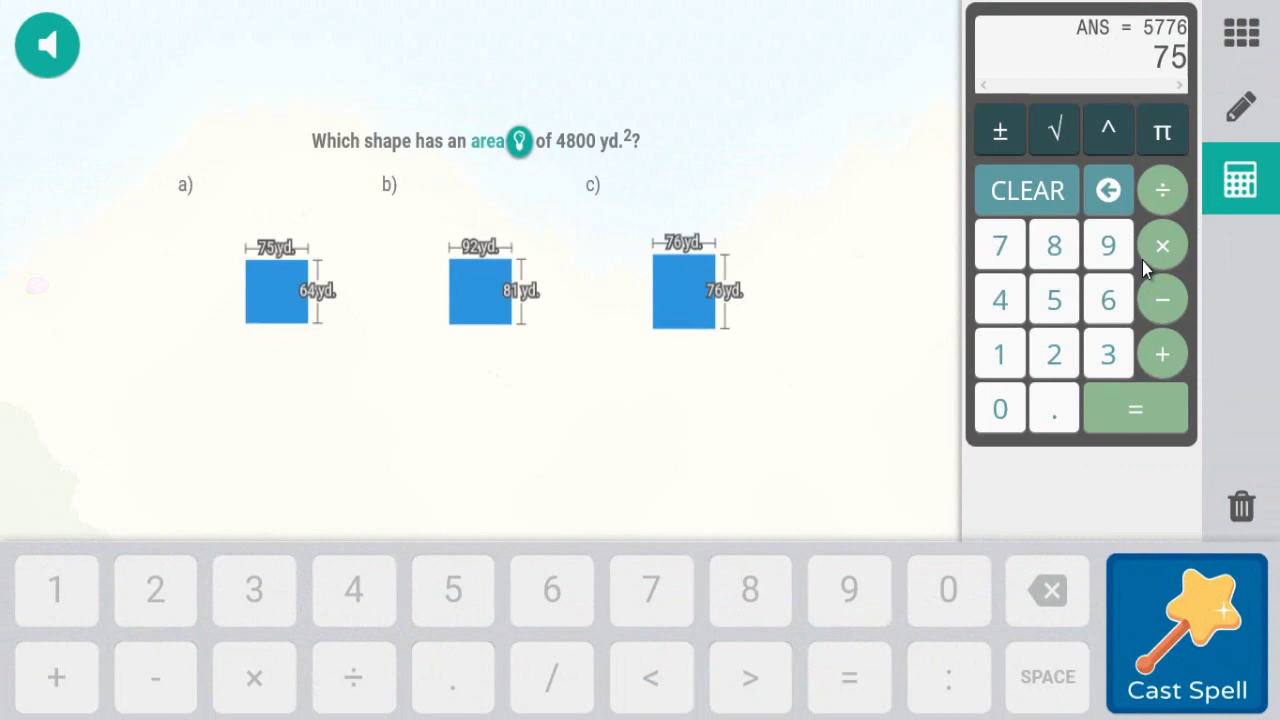 Which shape has an area of 4800 yd.²?
a) b) c)
75yd. 92yd. 76yd.
64yd. 81yd. 76yd.
ANS = 5776
75
< >
± √ ^ π
CLEAR ÷
7 8 9 ×
4 5 6 −
1 2 3 +
0 . =
1 2 3 4 5 6 7 8 9 0
+ - × ÷ . / < > = : SPACE
Cast Spell